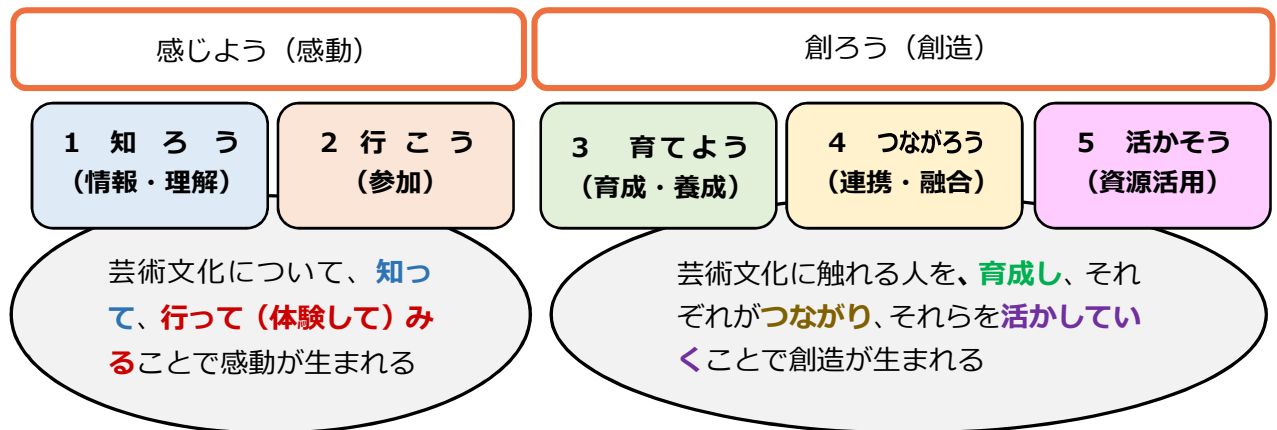 感じよう（感動）
創ろう（創造）
1 知 ろ う
（情報・理解）
2 行 こ う
（参加）
3 育てよう
（育成・養成）
4 つながろう
（連携・融合）
5 活かそう
（資源活用）
芸術文化について、知っ
て、行って（体験して）み
ることで感動が生まれる
芸術文化に触れる人を、育成し、それ
ぞれがつながり、それらを活かしてい
くことで創造が生まれる